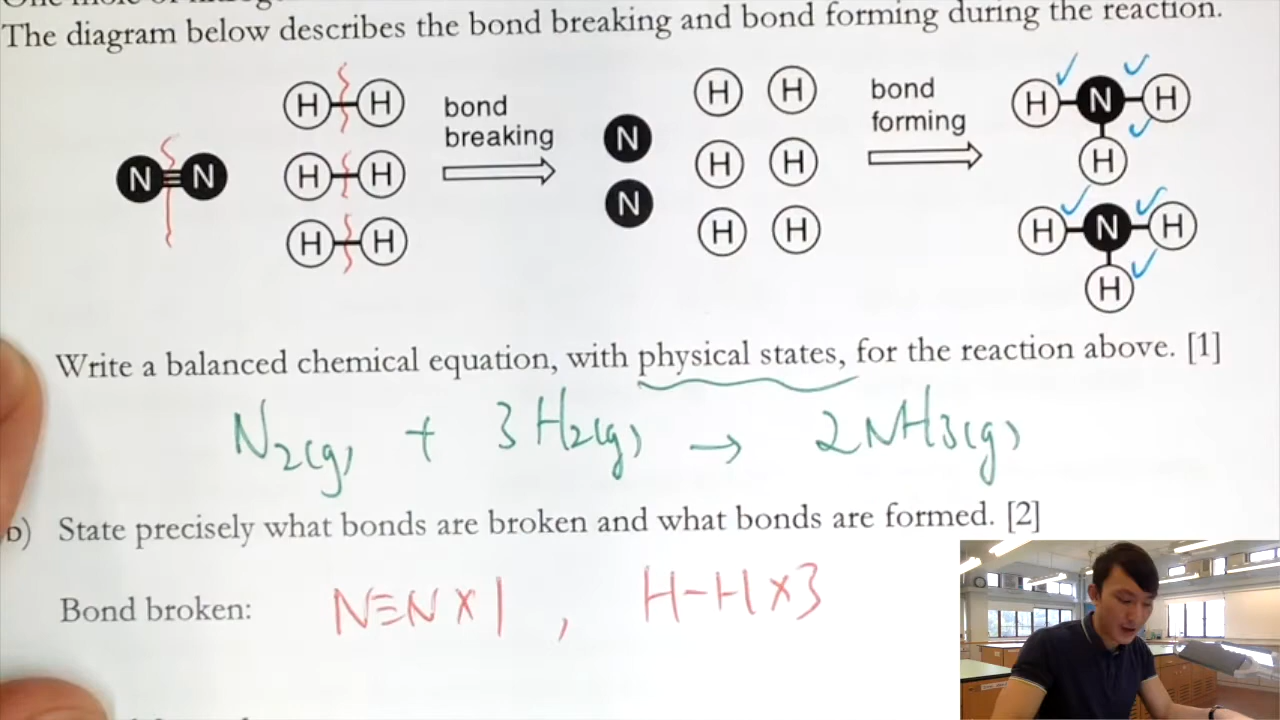 The diagram below describes the bond breaking and bond forming during the reaction.
N≡N H-H H-H H-H
bond breaking
N N H H H H H H
bond forming
H-N-H H
H-N-H H
Write a balanced chemical equation, with physical states, for the reaction above. [1]
N2(g) + 3H2(g) → 2NH3(g)
b) State precisely what bonds are broken and what bonds are formed. [2]
Bond broken: N≡N x 1 , H-H x 3